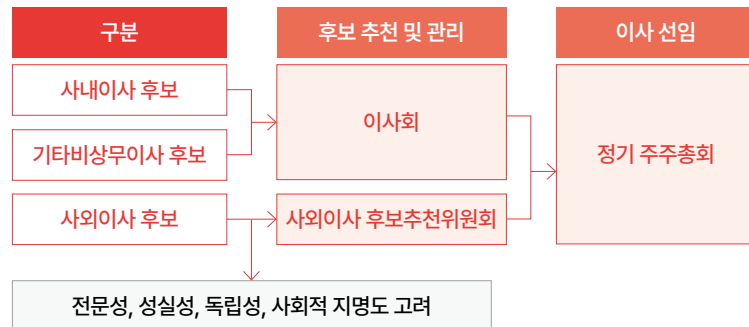 구분
후보 추천 및 관리
이사 선임
사내이사 후보
기타비상무이사 후보
이사회
정기 주주총회
사외이사 후보
사외이사 후보추천위원회
전문성, 성실성, 독립성, 사회적 지명도 고려